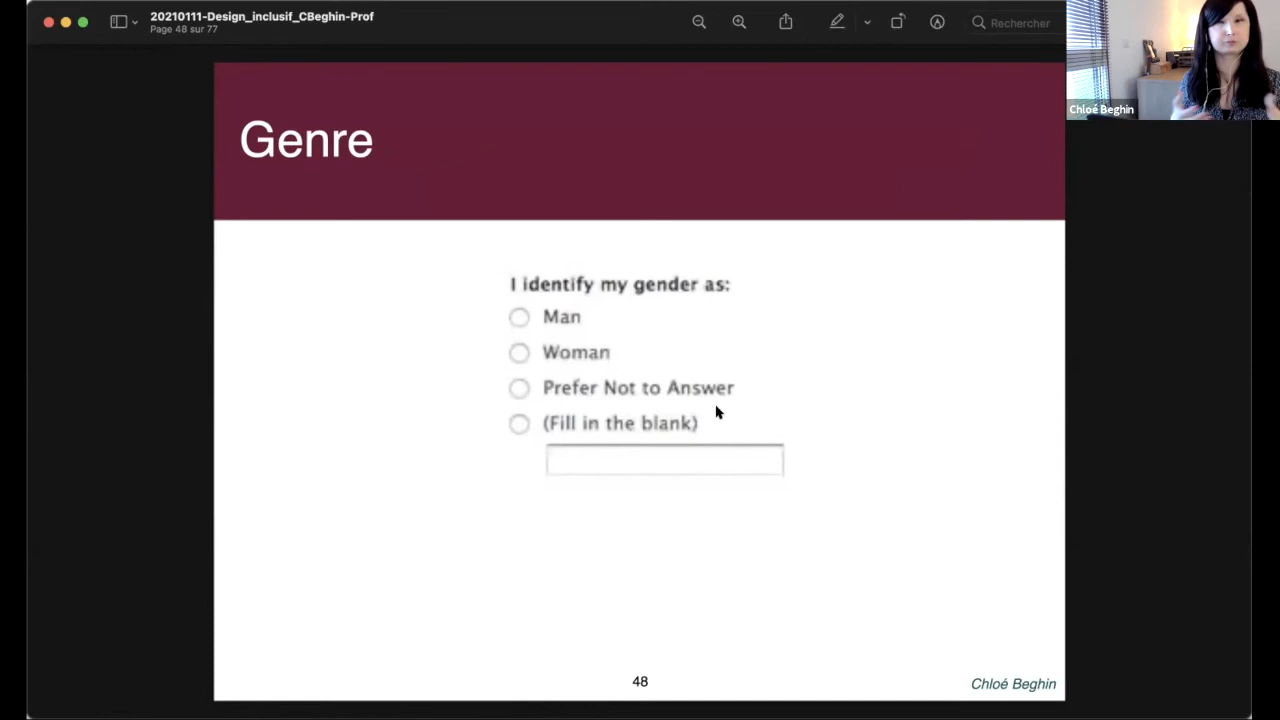 20210111-Design_inclusif_CBeghin-Prof
Page 48 sur 77
Rechercher
Chloé Beghin
Genre
I identify my gender as:
Man
Woman
Prefer Not to Answer
(Fill in the blank)
48
Chloé Beghin